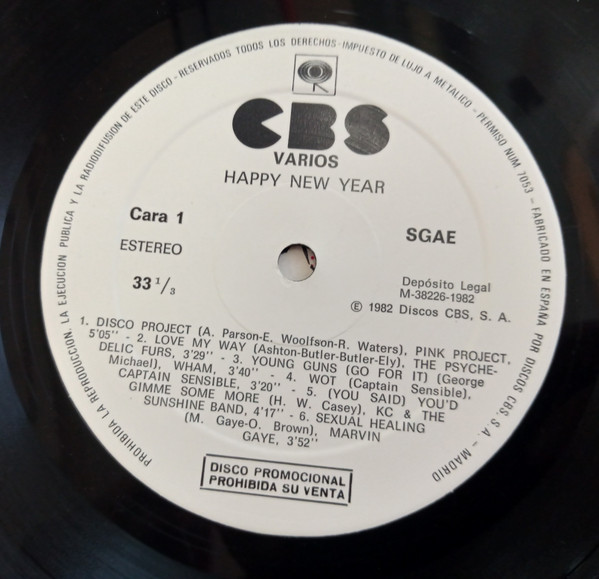 PROHIBIDA LA REPRODUCCION, LA EJECUCION PUBLICA Y LA RADIODIFUSION DE ESTE DISCO - RESERVADOS TODOS LOS DERECHOS - IMPUESTO DE LUJO A METALICO - PERMISO NUM 7053 - FABRICADO EN ESPAÑA POR DISCOS CBS, S. A. - MADRID
CBS
VARIOS
HAPPY NEW YEAR
Cara 1
SGAE
ESTEREO
33 1/3
Depósito Legal
M-38226-1982
Ⓔ 1982 Discos CBS, S. A.
1. DISCO PROJECT (A. Parson-E. Woolfson-R. Waters), PINK PROJECT,
5'05" - 2. LOVE MY WAY (Ashton-Butler-Butler-Ely), THE PSYCHE-
DELIC FURS, 3'29" - 3. YOUNG GUNS (GO FOR IT) (George
Michael), WHAM, 3'40" - 4. WOT (Captain Sensible),
CAPTAIN SENSIBLE, 3'20" - 5. (YOU SAID) YOU'D
GIMME SOME MORE (H. W. Casey), KC & THE
SUNSHINE BAND, 4'17" - 6. SEXUAL HEALING
(M. Gaye-O. Brown), MARVIN
GAYE, 3'52"
DISCO PROMOCIONAL
PROHIBIDA SU VENTA